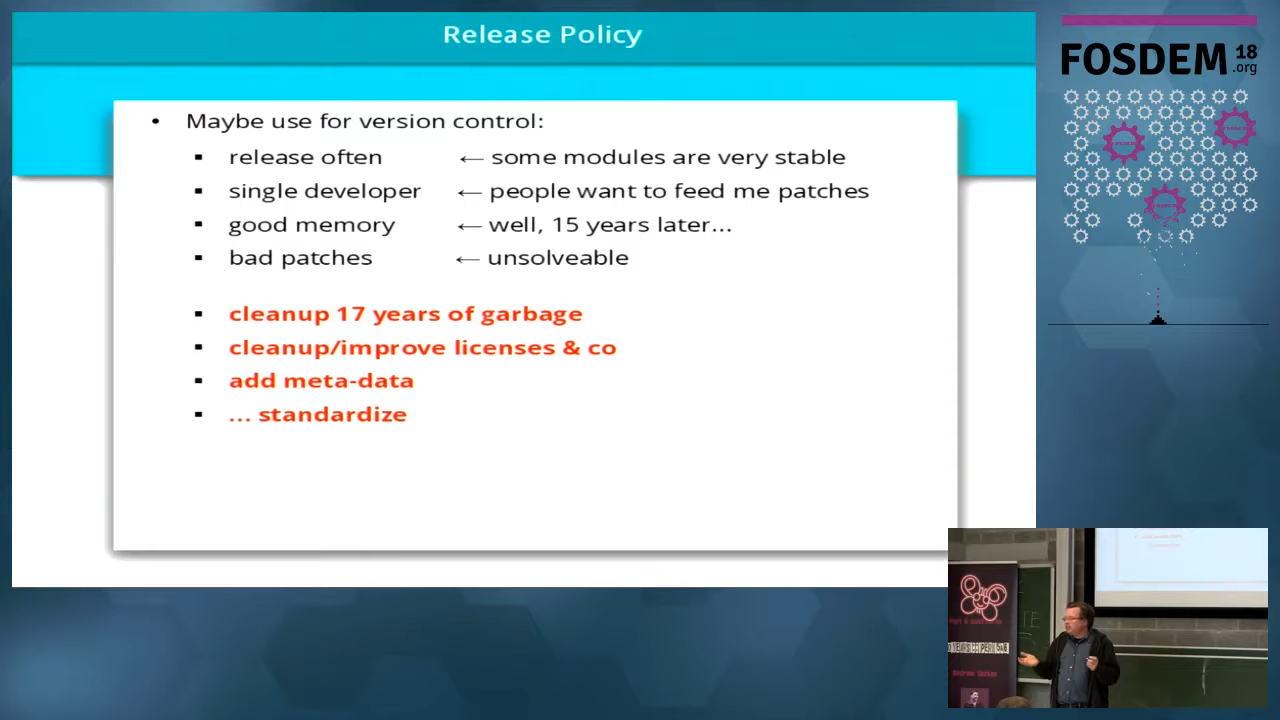 Release Policy
FOSDEM 18
.org
• Maybe use for version control:
▪ release often ← some modules are very stable
▪ single developer ← people want to feed me patches
▪ good memory ← well, 15 years later...
▪ bad patches ← unsolveable
▪ cleanup 17 years of garbage
▪ cleanup/improve licenses & co
▪ add meta-data
▪ ... standardize